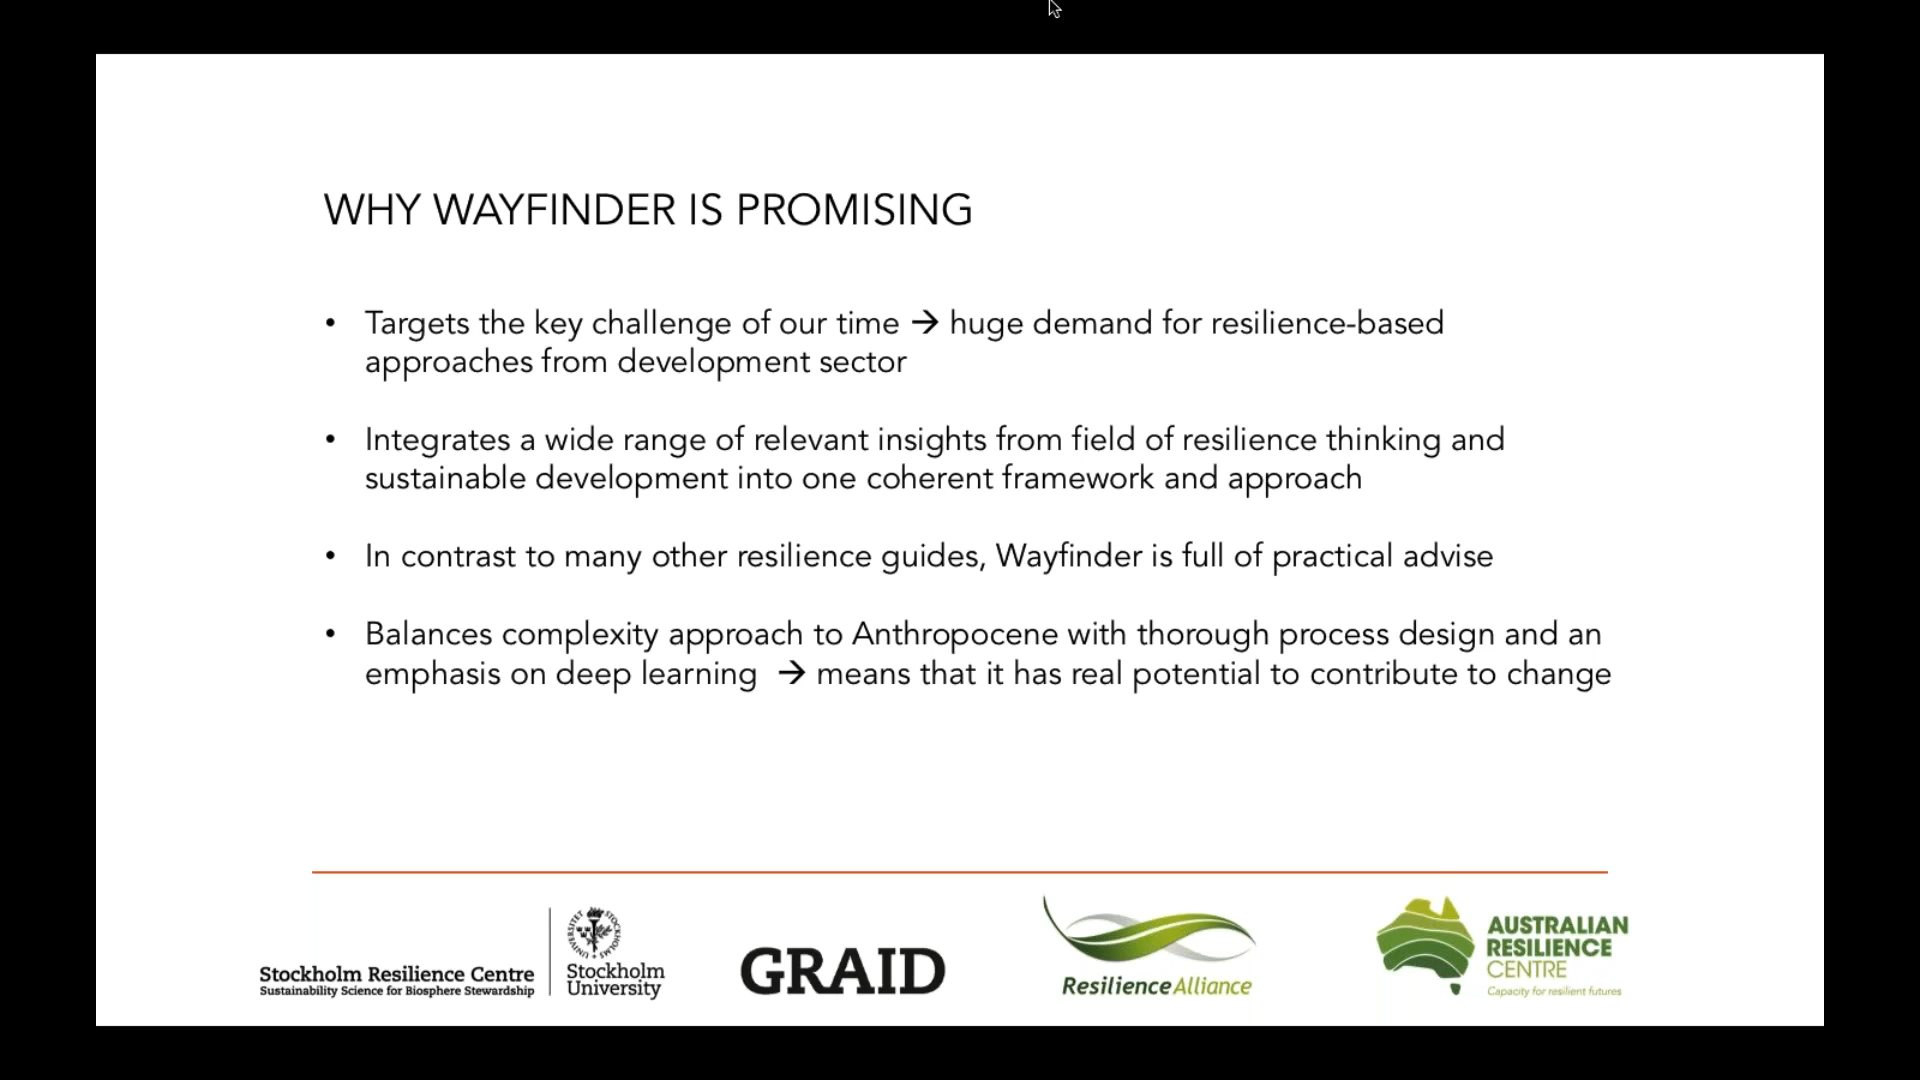 WHY WAYFINDER IS PROMISING
• Targets the key challenge of our time → huge demand for resilience-based
approaches from development sector
• Integrates a wide range of relevant insights from field of resilience thinking and
sustainable development into one coherent framework and approach
• In contrast to many other resilience guides, Wayfinder is full of practical advise
• Balances complexity approach to Anthropocene with thorough process design and an
emphasis on deep learning → means that it has real potential to contribute to change
Stockholm Resilience Centre
Sustainability Science for Biosphere Stewardship
Stockholm
University
GRAID
ResilienceAlliance
AUSTRALIAN
RESILIENCE
CENTRE
Capacity for resilient futures